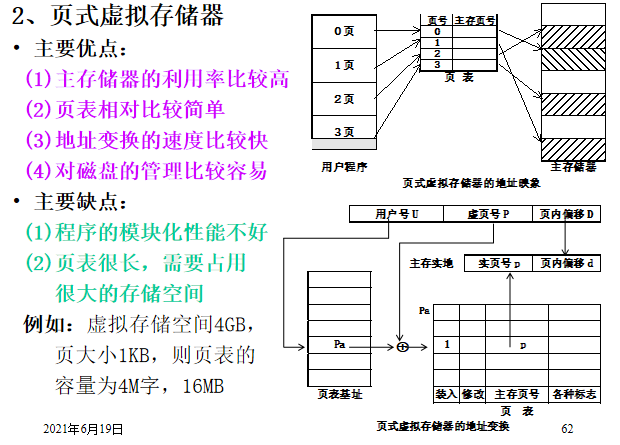 2、页式虚拟存储器
• 主要优点：
(1)主存储器的利用率比较高
(2)页表相对比较简单
(3)地址变换的速度比较快
(4)对磁盘的管理比较容易
• 主要缺点：
(1)程序的模块化性能不好
(2)页表很长，需要占用
很大的存储空间
例如：虚拟存储空间4GB，
页大小1KB，则页表的
容量为4M字，16MB
2021年6月19日
0页
1页
2页
3页
用户程序
页号 主存页号
0
1
2
3
页 表
主存储器
页式虚拟存储器的地址映象
用户号U 虚页号P 页内偏移D
主存实地 实页号p 页内偏移d
Pa
Pa
1 p
页表基址
装入 修改 主存页号 各种标志
页 表
页式虚拟存储器的地址变换
62